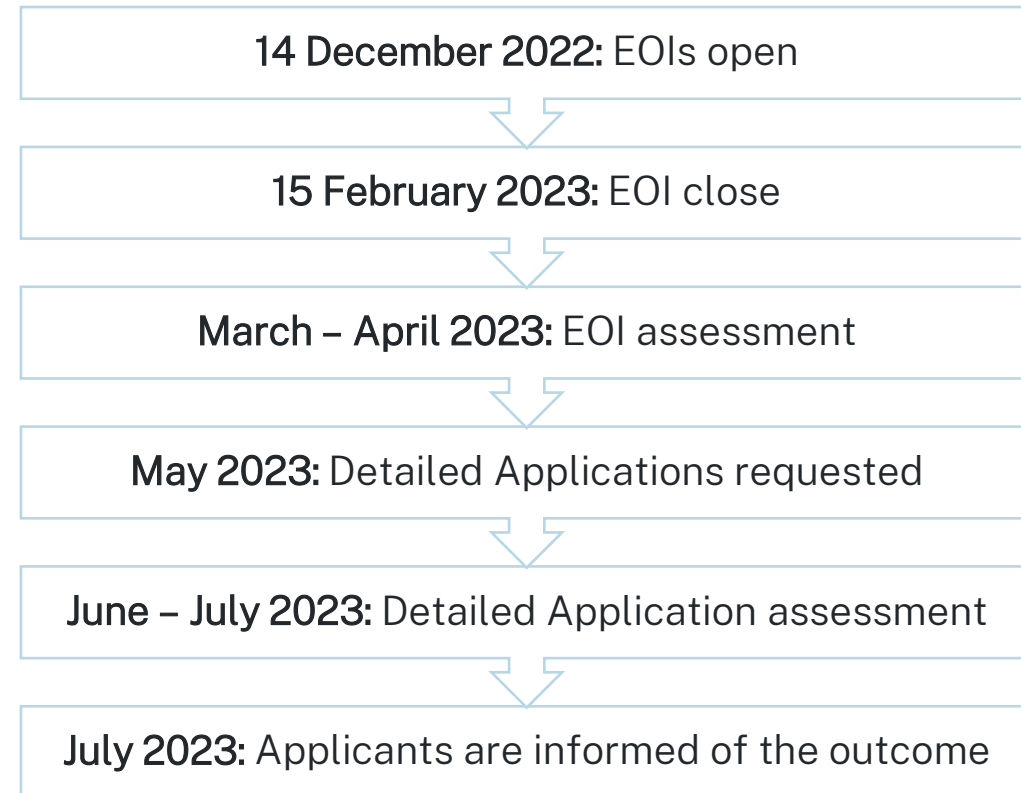 14 December 2022: EOIs open
15 February 2023: EOI close
March – April 2023: EOI assessment
May 2023: Detailed Applications requested
June – July 2023: Detailed Application assessment
July 2023: Applicants are informed of the outcome